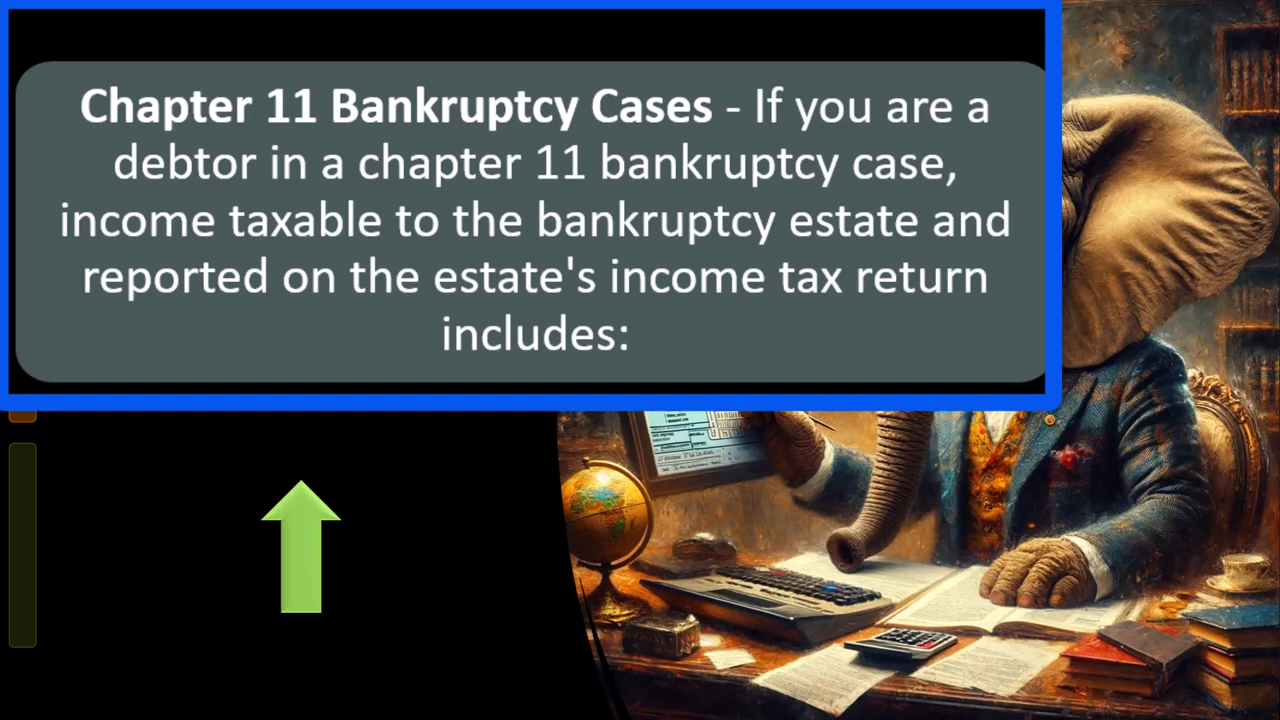 Chapter 11 Bankruptcy Cases - If you are a
debtor in a chapter 11 bankruptcy case,
income taxable to the bankruptcy estate and
reported on the estate's income tax return
includes: